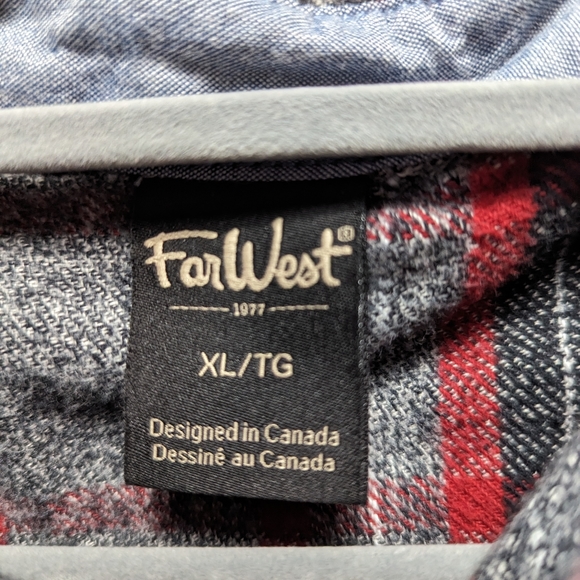 FarWest®
1977
XL/TG
Designed in Canada
Dessiné au Canada